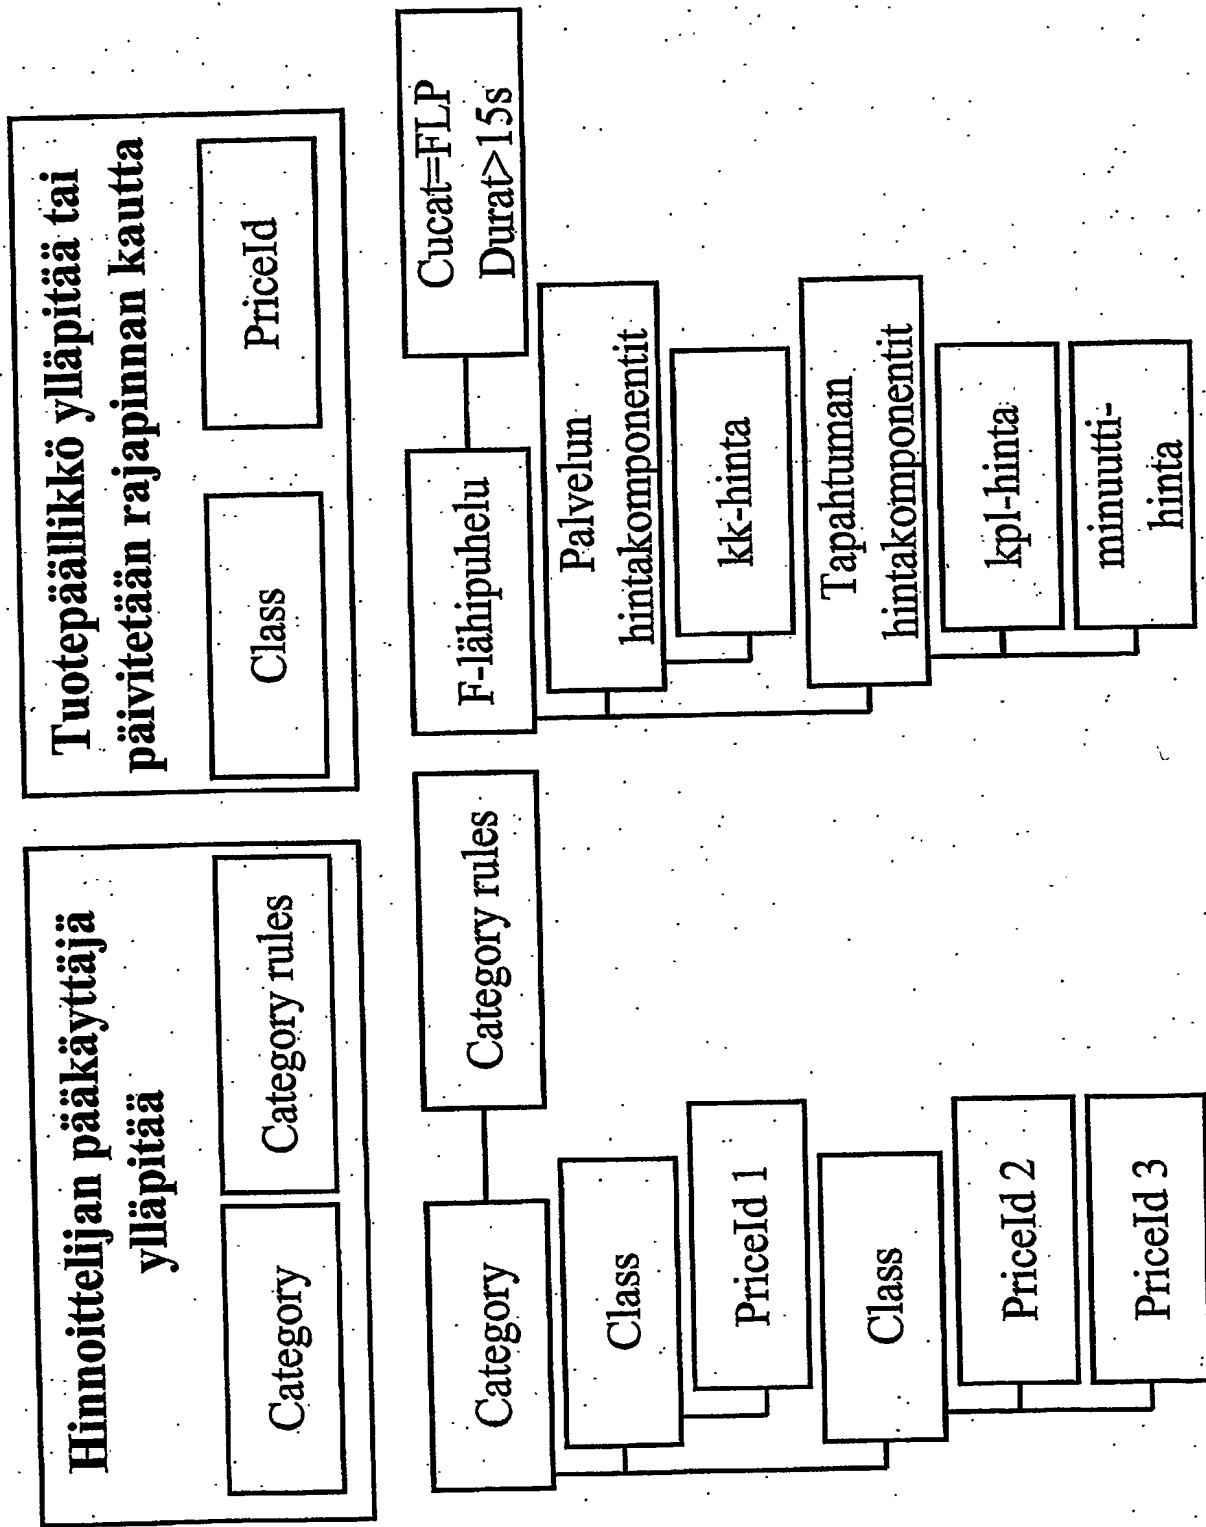 Hinnoittelijan pääkäyttäjä
ylläpitää
Category
Category rules
Tuotepäällikkö ylläpitää tai
päivitetään rajapinnan kautta
Class
PriceId
Category
Category rules
Class
PriceId 1
Class
PriceId 2
PriceId 3
F-lähipuhelu
Cucat=FLP
Durat>15s
Palvelun
hintakomponentit
kk-hinta
Tapahtuman
hintakomponentit
kpl-hinta
minuutti-
hinta